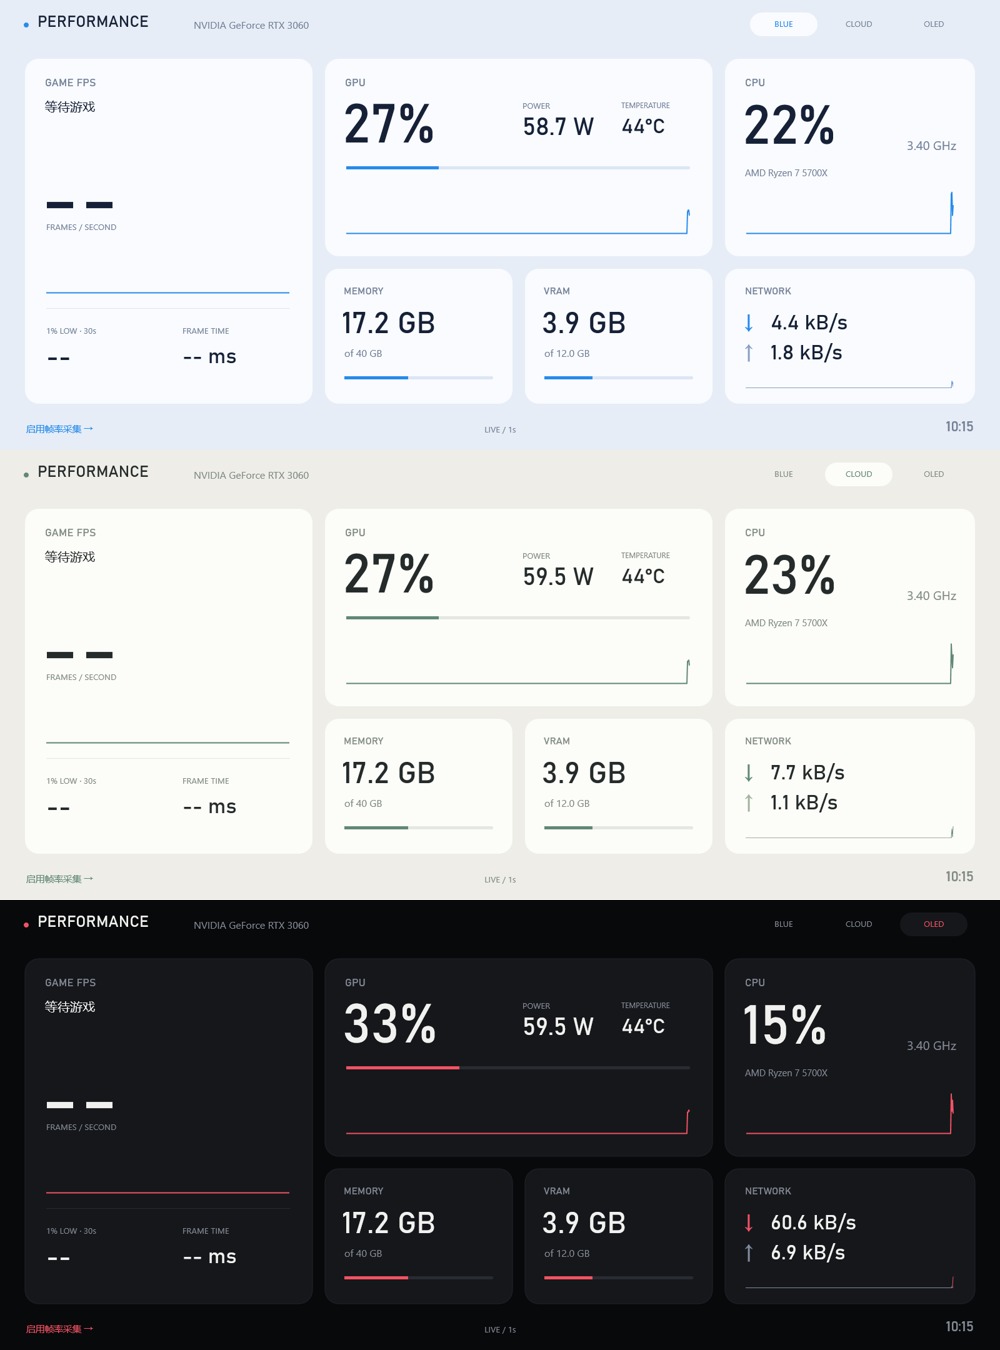 PERFORMANCE
NVIDIA GeForce RTX 3060
BLUE
CLOUD
OLED
GAME FPS
等待游戏
-- --
FRAMES / SECOND
1% LOW · 30s
FRAME TIME
--
-- ms
GPU
27%
POWER
58.7 W
TEMPERATURE
44°C
CPU
22%
3.40 GHz
AMD Ryzen 7 5700X
MEMORY
17.2 GB
of 40 GB
VRAM
3.9 GB
of 12.0 GB
NETWORK
↓ 4.4 kB/s
↑ 1.8 kB/s
启用帧率采集 →
LIVE / 1s
10:15
PERFORMANCE
NVIDIA GeForce RTX 3060
BLUE
CLOUD
OLED
GAME FPS
等待游戏
-- --
FRAMES / SECOND
1% LOW · 30s
FRAME TIME
--
-- ms
GPU
27%
POWER
59.5 W
TEMPERATURE
44°C
CPU
23%
3.40 GHz
AMD Ryzen 7 5700X
MEMORY
17.2 GB
of 40 GB
VRAM
3.9 GB
of 12.0 GB
NETWORK
↓ 7.7 kB/s
↑ 1.1 kB/s
启用帧率采集 →
LIVE / 1s
10:15
PERFORMANCE
NVIDIA GeForce RTX 3060
BLUE
CLOUD
OLED
GAME FPS
等待游戏
-- --
FRAMES / SECOND
1% LOW · 30s
FRAME TIME
--
-- ms
GPU
33%
POWER
59.5 W
TEMPERATURE
44°C
CPU
15%
3.40 GHz
AMD Ryzen 7 5700X
MEMORY
17.2 GB
of 40 GB
VRAM
3.9 GB
of 12.0 GB
NETWORK
↓ 60.6 kB/s
↑ 6.9 kB/s
启用帧率采集 →
LIVE / 1s
10:15